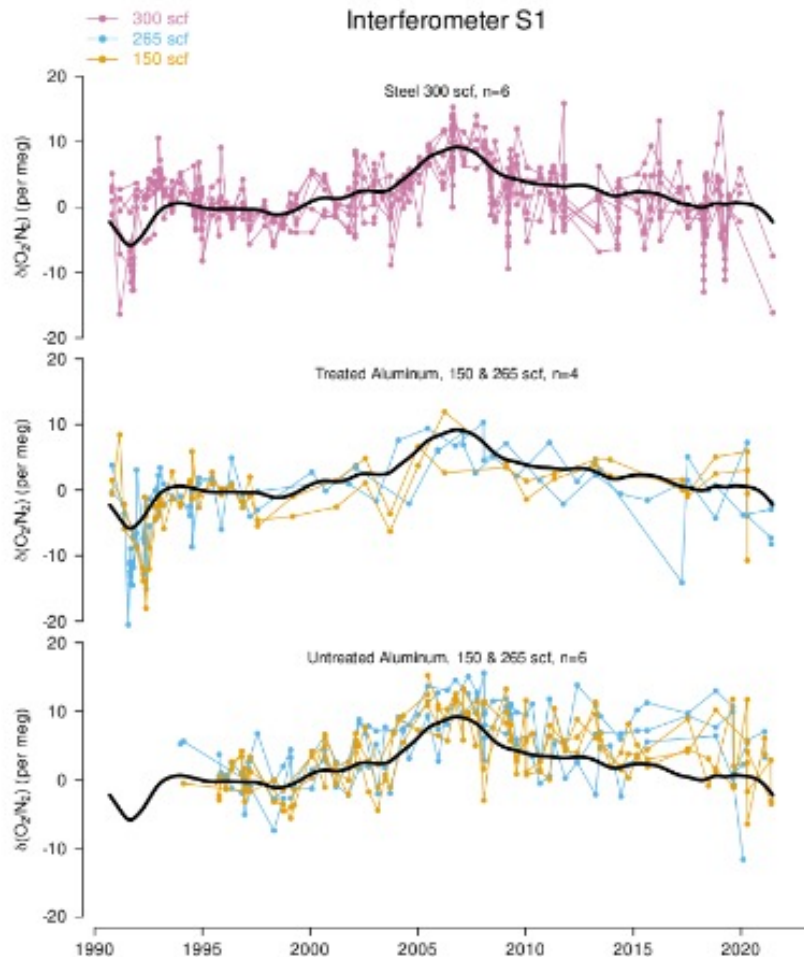 Interferometer S1
300 scf
265 scf
150 scf
Steel 300 scf, n=6
δ(O₂/N₂) (per meg)
20
10
0
-10
-20
Treated Aluminum, 150 & 265 scf, n=4
δ(O₂/N₂) (per meg)
20
10
0
-10
-20
Untreated Aluminum, 150 & 265 scf, n=6
δ(O₂/N₂) (per meg)
20
10
0
-10
-20
1990 1995 2000 2005 2010 2015 2020